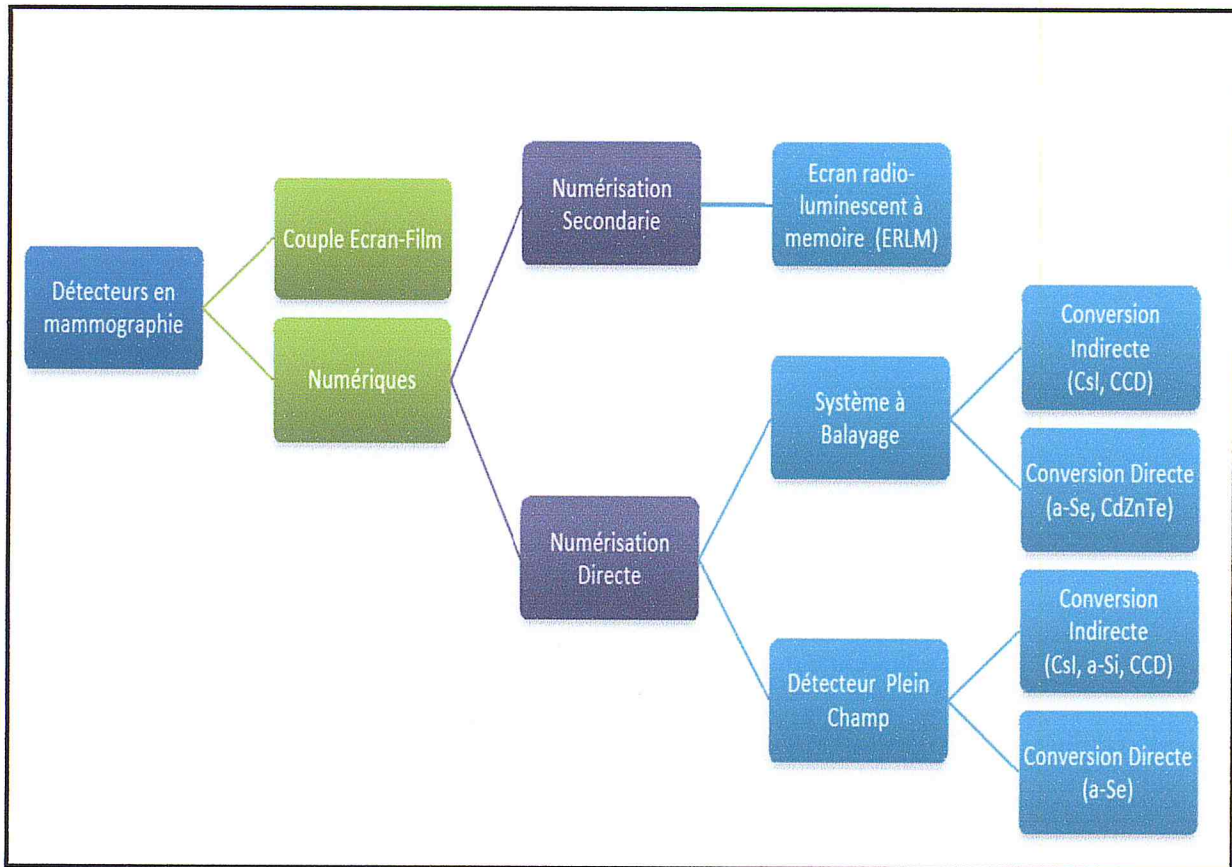 Détecteurs en
mammographie
Couple Ecran-Film
Numériques
Numérisation
Secondarie
Ecran radio-
luminescent à
memoire (ERLM)
Numérisation
Directe
Système à
Balayage
Conversion
Indirecte
(CsI, CCD)
Conversion Directe
(a-Se, CdZnTe)
Détecteur Plein
Champ
Conversion
Indirecte
(CsI, a-Si, CCD)
Conversion Directe
(a-Se)